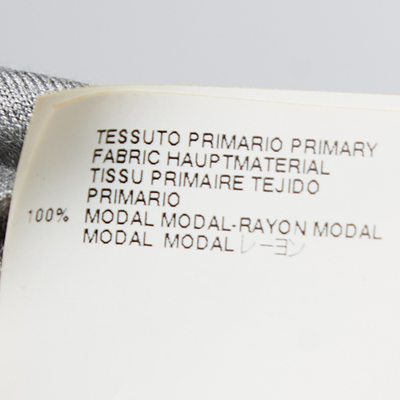 TESSUTO PRIMARIO PRIMARY
FABRIC HAUPTMATERIAL
TISSU PRIMAIRE TEJIDO
PRIMARIO
100% MODAL MODAL-RAYON MODAL
MODAL MODAL レーヨン